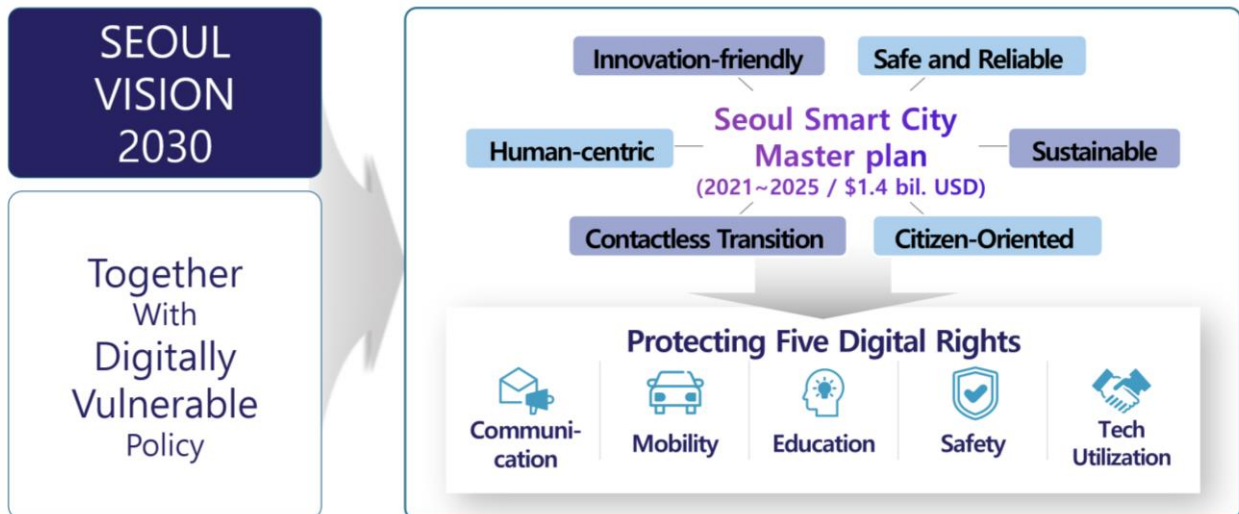 SEOUL
VISION
2030
Together
With
Digitally
Vulnerable
Policy
Innovation-friendly
Safe and Reliable
Human-centric
Seoul Smart City
Master plan
(2021~2025 / $1.4 bil. USD)
Sustainable
Contactless Transition
Citizen-Oriented
Protecting Five Digital Rights
Communi-
cation
Mobility
Education
Safety
Tech
Utilization